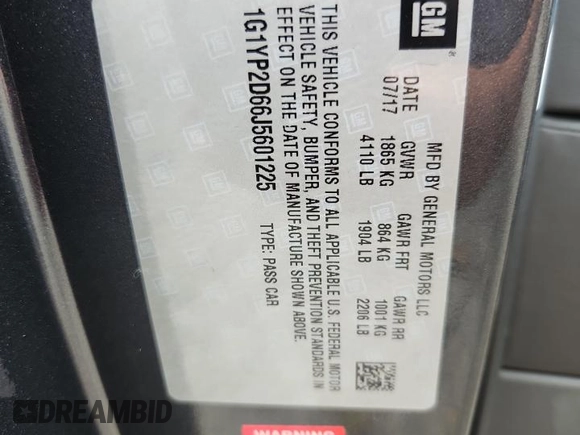 GM
MFD BY GENERAL MOTORS LLC
DATE GVWR GAWR FRT GAWR RR
07/17 1865 KG 864 KG 1001 KG
4110 LB 1904 LB 2206 LB
THIS VEHICLE CONFORMS TO ALL APPLICABLE U.S. FEDERAL MOTOR
VEHICLE SAFETY, BUMPER, AND THEFT PREVENTION STANDARDS IN
EFFECT ON THE DATE OF MANUFACTURE SHOWN ABOVE.
1G1YP2D66J5601225 TYPE: PASS CAR
WARNING
DREAMBID